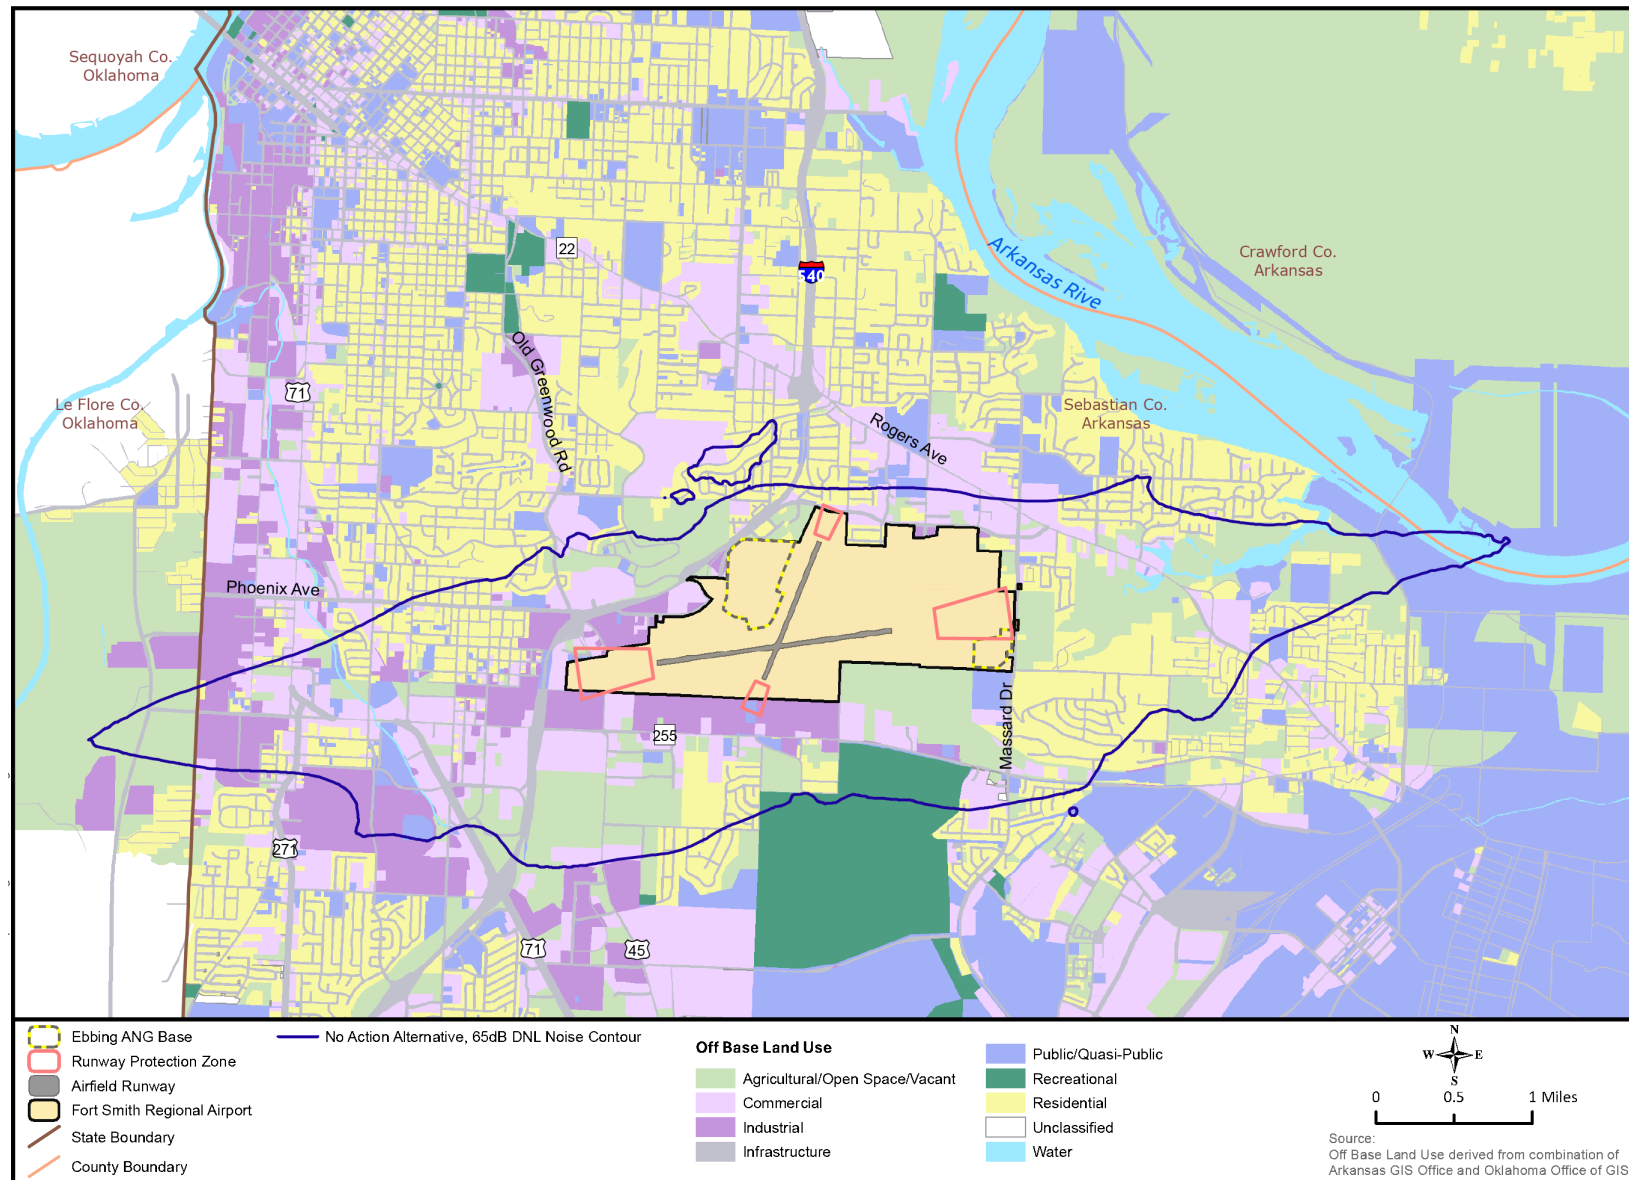 Sequoyah Co.
Oklahoma
22
540
Arkansas Rive
Crawford Co.
Arkansas
Old Greenwood Rd
71
Le Flore Co.
Oklahoma
Rogers Ave
Sebastian Co.
Arkansas
Phoenix Ave
255
Massard Dr
271
71
45
Ebbing ANG Base
Runway Protection Zone
Airfield Runway
Fort Smith Regional Airport
State Boundary
County Boundary
No Action Alternative, 65dB DNL Noise Contour
Off Base Land Use
Agricultural/Open Space/Vacant
Commercial
Industrial
Infrastructure
Public/Quasi-Public
Recreational
Residential
Unclassified
Water
N
W E
S
0 0.5 1 Miles
Source:
Off Base Land Use derived from combination of
Arkansas GIS Office and Oklahoma Office of GIS